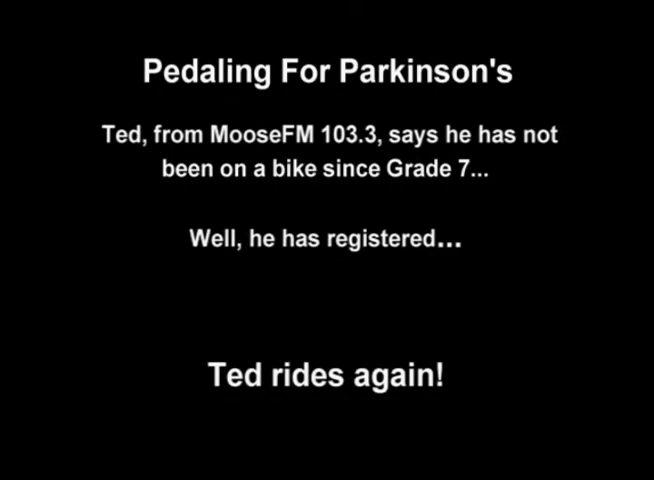 Pedaling For Parkinson's
Ted, from MooseFM 103.3, says he has not
been on a bike since Grade 7...
Well, he has registered...
Ted rides again!